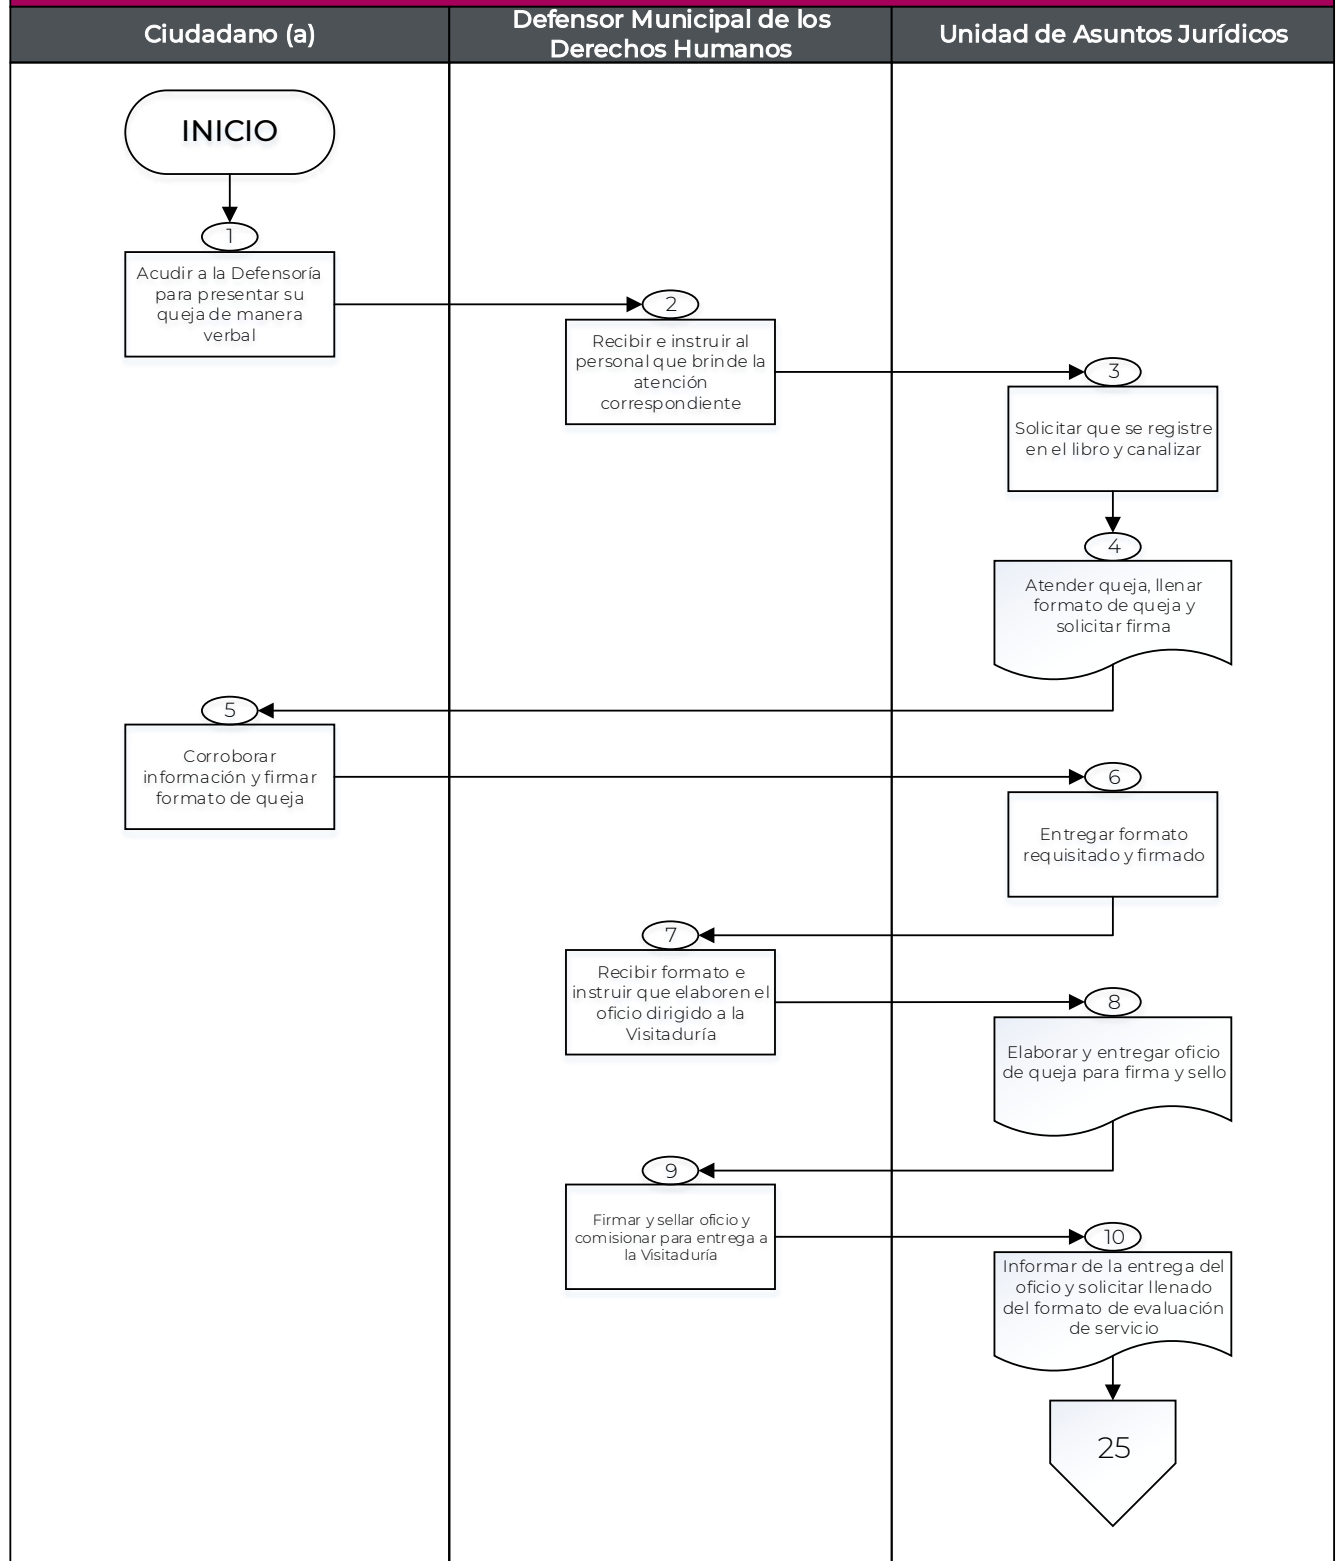 Ciudadano (a)
Defensor Municipal de los
Derechos Humanos
Unidad de Asuntos Jurídicos
INICIO
1
Acudir a la Defensoría
para presentar su
queja de manera
verbal
2
Recibir e instruir al
personal que brinde la
atención
correspondiente
3
Solicitar que se registre
en el libro y canalizar
4
Atender queja, llenar
formato de queja y
solicitar firma
5
Corroborar
información y firmar
formato de queja
6
Entregar formato
requisitado y firmado
7
Recibir formato e
instruir que elaboren el
oficio dirigido a la
Visitaduría
8
Elaborar y entregar oficio
de queja para firma y sello
9
Firmar y sellar oficio y
comisionar para entrega a
la Visitaduría
10
Informar de la entrega del
oficio y solicitar llenado
del formato de evaluación
de servicio
25